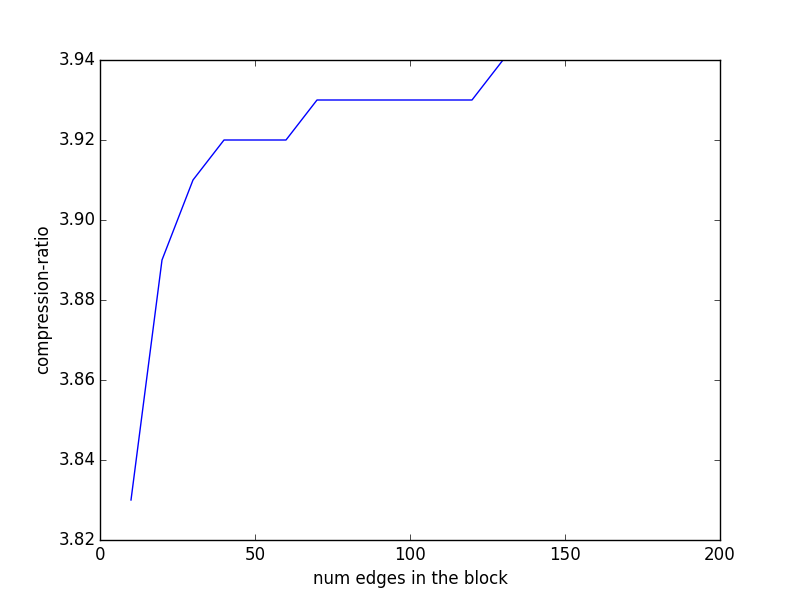 3.94
3.92
3.90
3.88
3.86
3.84
3.82
compression-ratio
0 50 100 150 200
num edges in the block